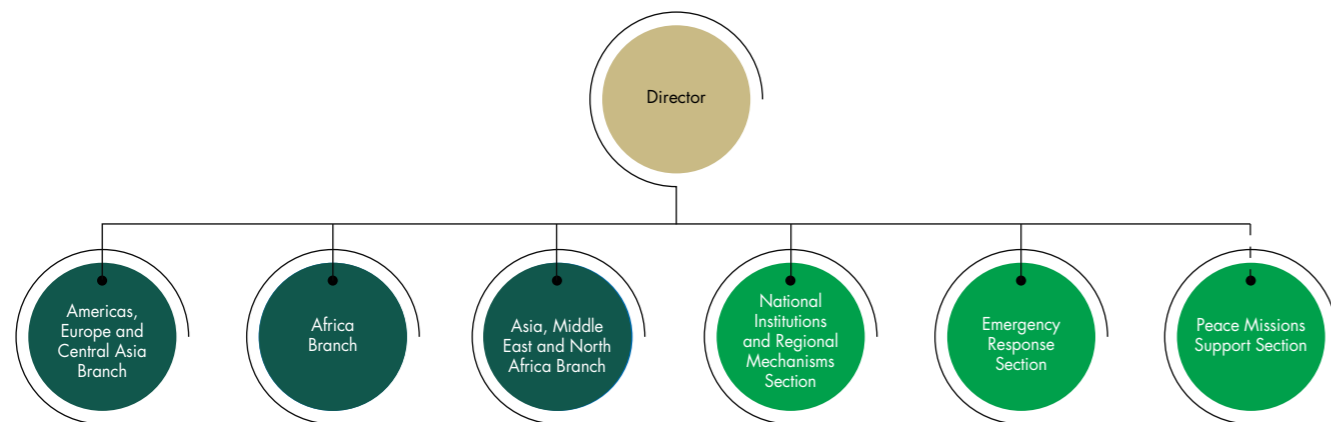 Director
Americas,
Europe and
Central Asia
Branch
Africa
Branch
Asia, Middle
East and North
Africa Branch
National
Institutions
and Regional
Mechanisms
Section
Emergency
Response
Section
Peace Missions
Support Section